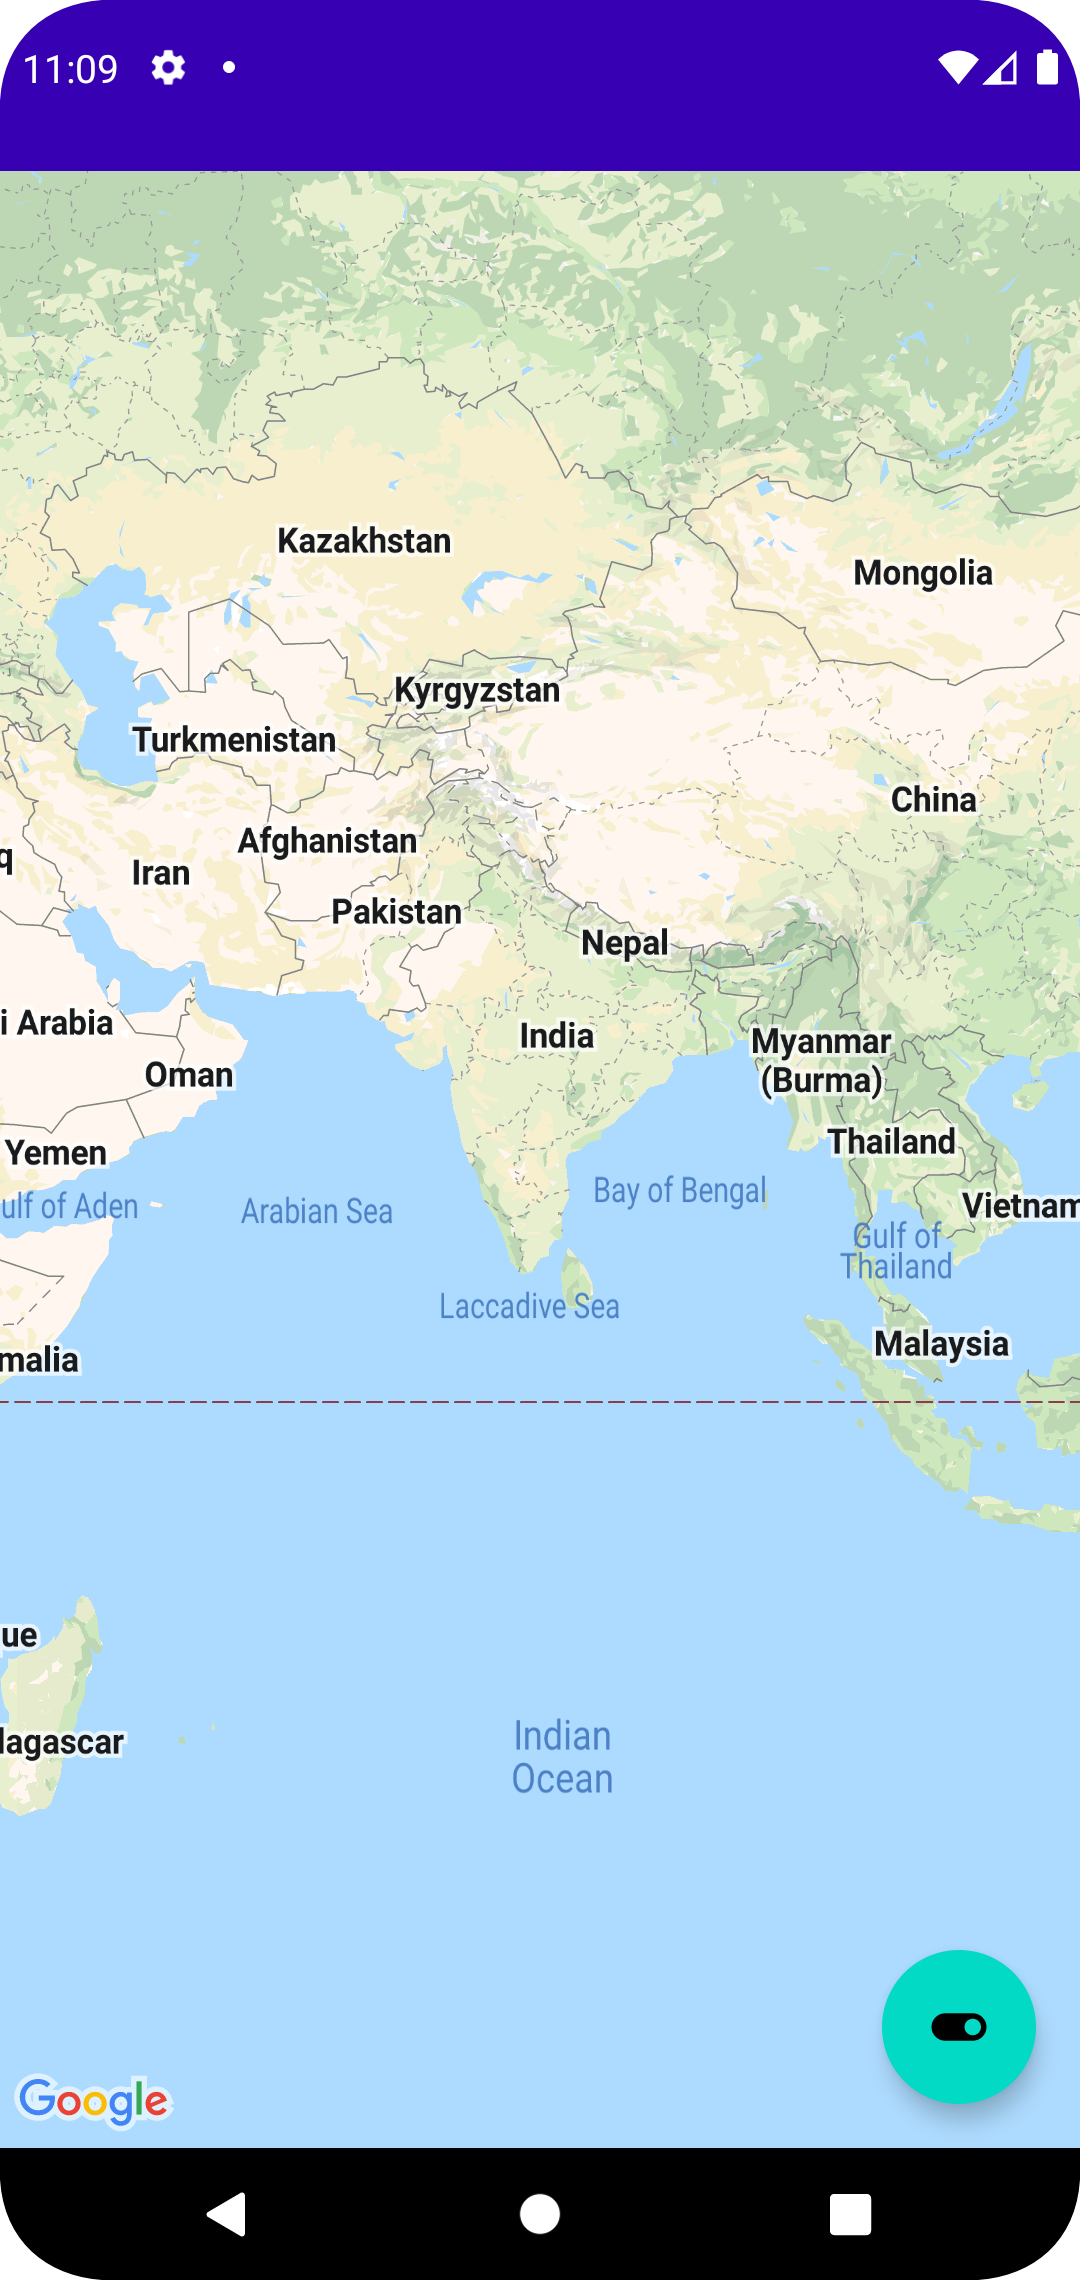 11:09
Kazakhstan
Mongolia
Kyrgyzstan
Turkmenistan
China
Afghanistan
q
Iran
Pakistan
Nepal
i Arabia
India
Myanmar
(Burma)
Oman
Thailand
Yemen
Bay of Bengal
ulf of Aden
Arabian Sea
Vietnam
Gulf of
Thailand
Laccadive Sea
Malaysia
malia
ue
lagascar
Indian
Ocean
Google